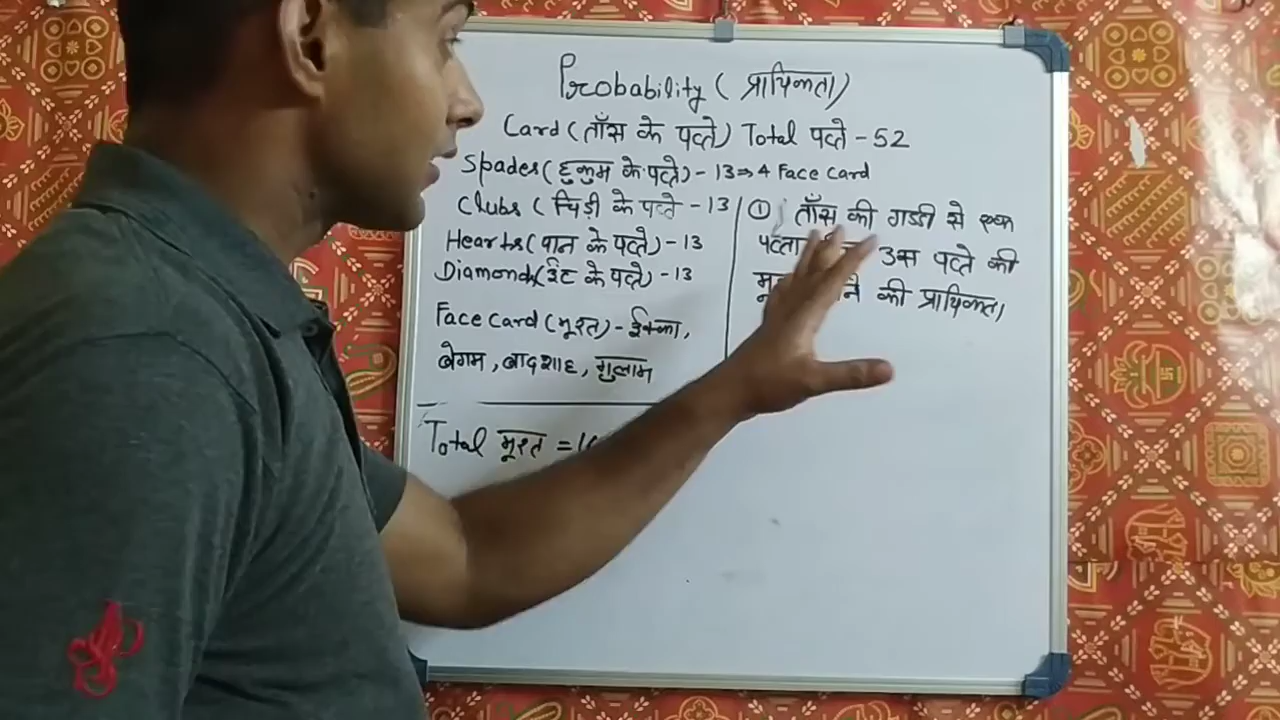 Probability (प्रायिकता)
Card (ताँस के पत्ते) Total पत्ते - 52
Spades (हुकुम के पत्ते) - 13 ⇒ 4 Face Card
Clubs (चिड़ी के पत्ते - 13
Hearts (पान के पत्ते) - 13
Diamond (ईंट के पत्ते) - 13
Face Card (मूरत) - ईक्का,
बेगम, बादशाह, गुलाम
Total मूरत =
① ताँस की गड्डी से एक
पत्ता उस पत्ते की
की प्रायिकता